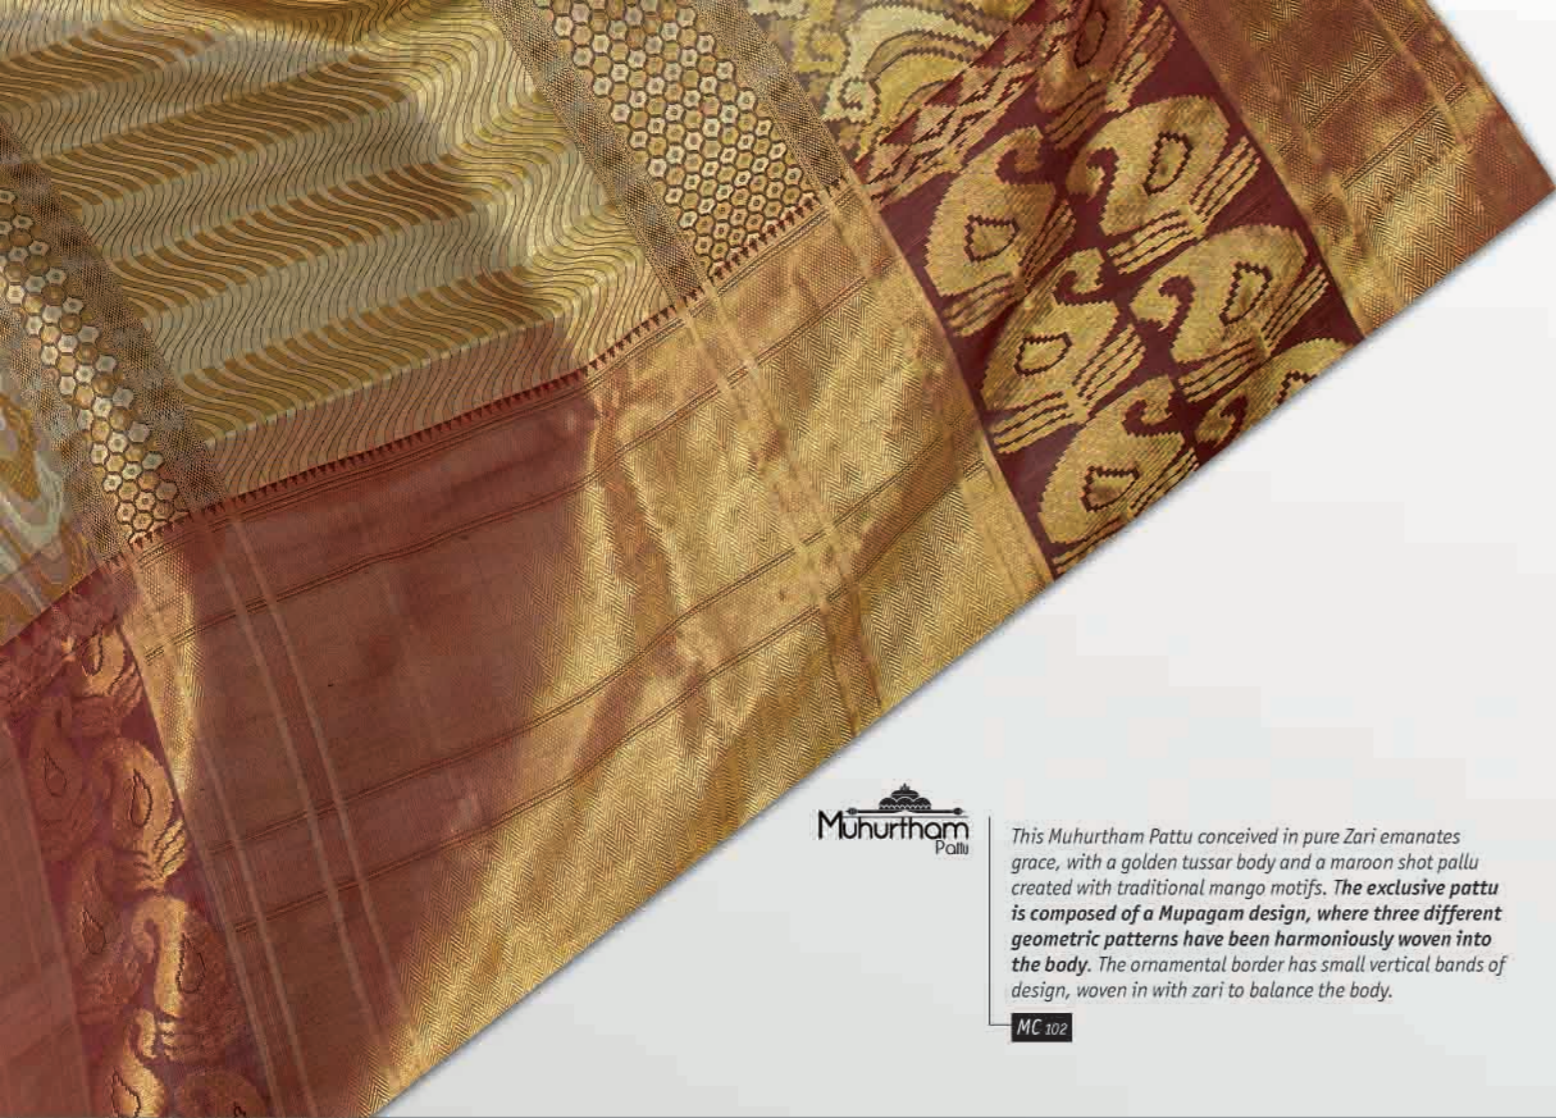 Muhurtham
Pattu
This Muhurtham Pattu conceived in pure Zari emanates
grace, with a golden tussar body and a maroon shot pallu
created with traditional mango motifs. The exclusive pattu
is composed of a Mupagam design, where three different
geometric patterns have been harmoniously woven into
the body. The ornamental border has small vertical bands of
design, woven in with zari to balance the body.
MC 102